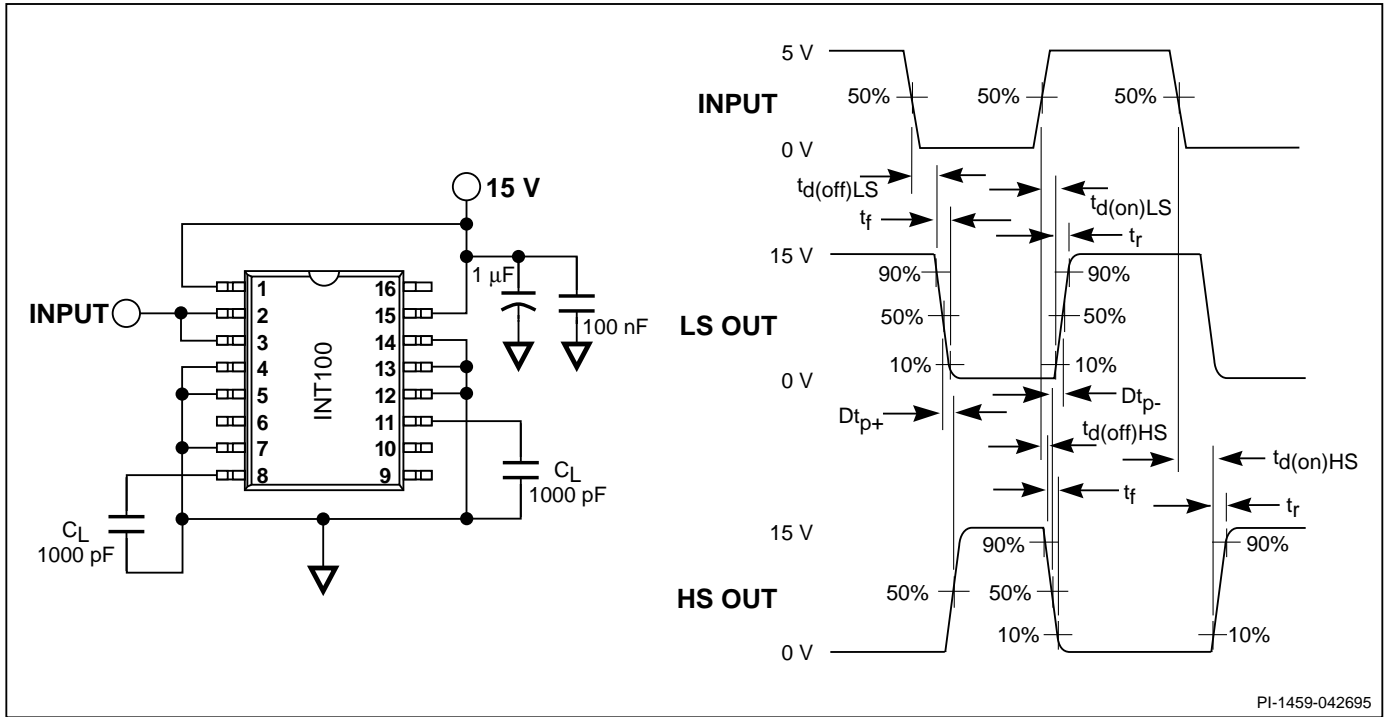 15 V
1 μF
100 nF
INPUT
1
2
3
4
5
6
7
8
16
15
14
13
12
11
10
9
INT100
CL
1000 pF
CL
1000 pF
INPUT
5 V
0 V
50%
50%
50%
td(off)LS
td(on)LS
tf
tr
LS OUT
15 V
0 V
90%
90%
50%
50%
10%
10%
Dtp+
Dtp-
td(off)HS
td(on)HS
tf
tr
HS OUT
15 V
0 V
90%
90%
50%
50%
10%
10%
PI-1459-042695